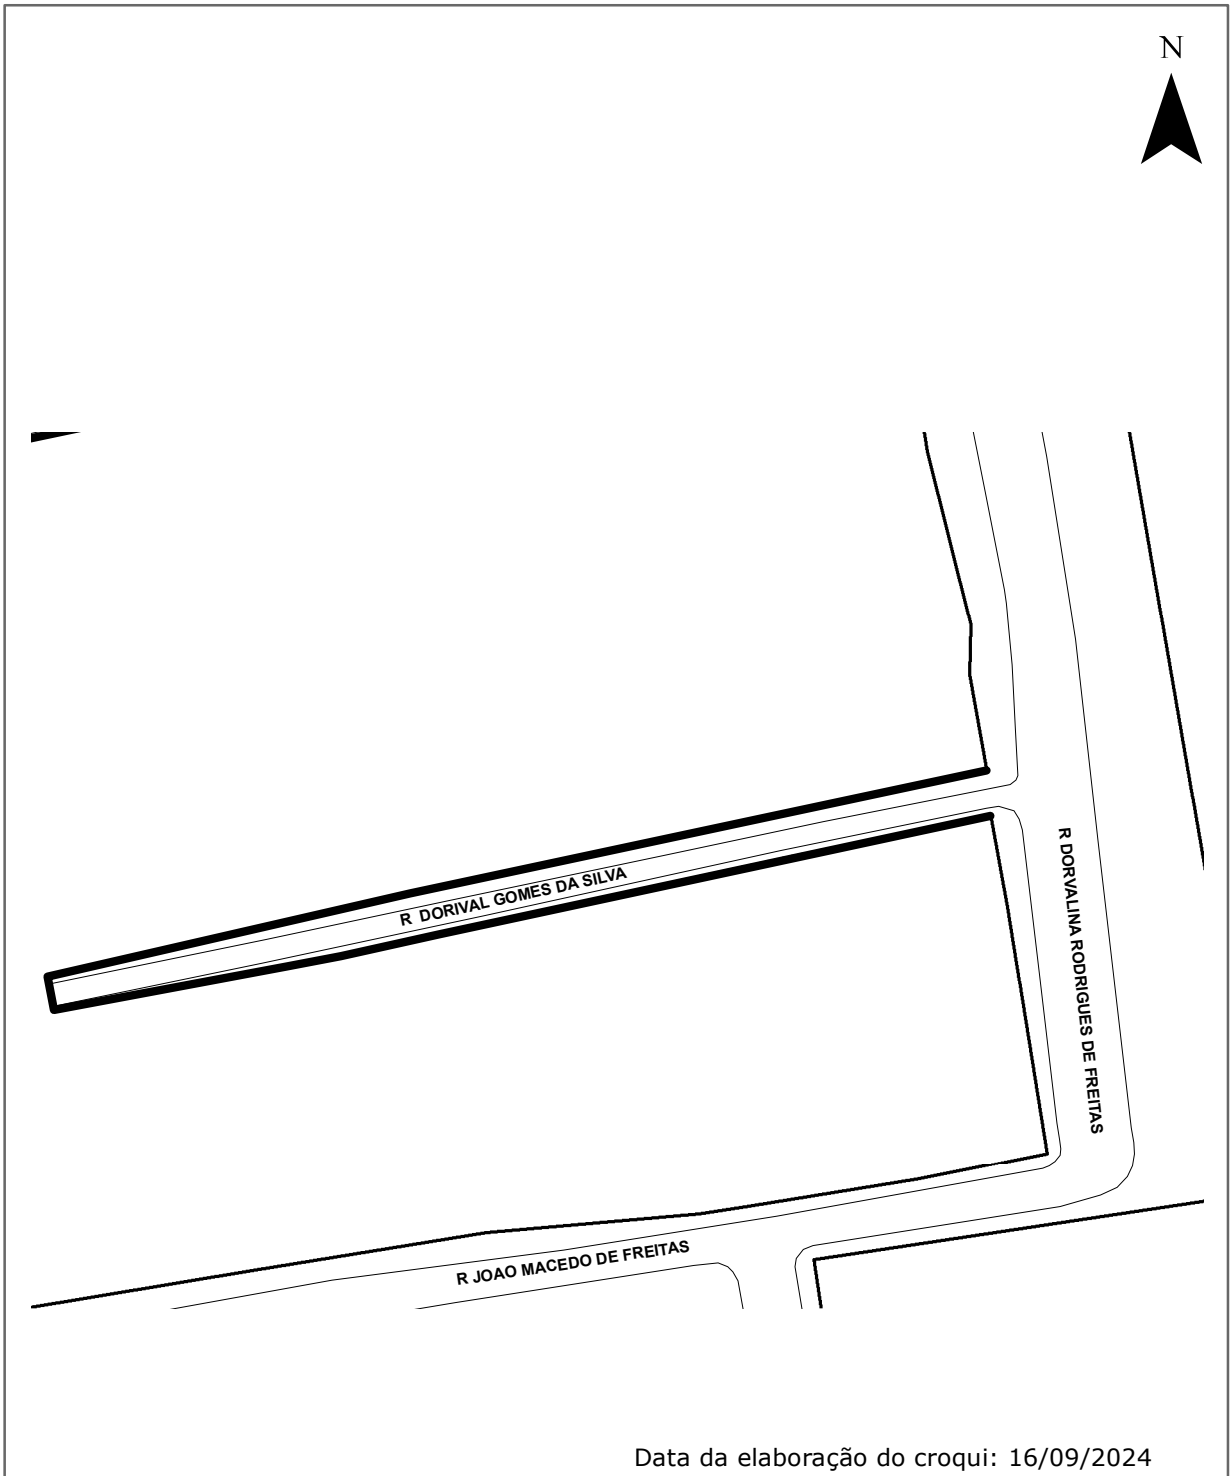 N
R DORIVAL GOMES DA SILVA
R DORVALINA RODRIGUES DE FREITAS
R JOAO MACEDO DE FREITAS
Data da elaboração do croqui: 16/09/2024